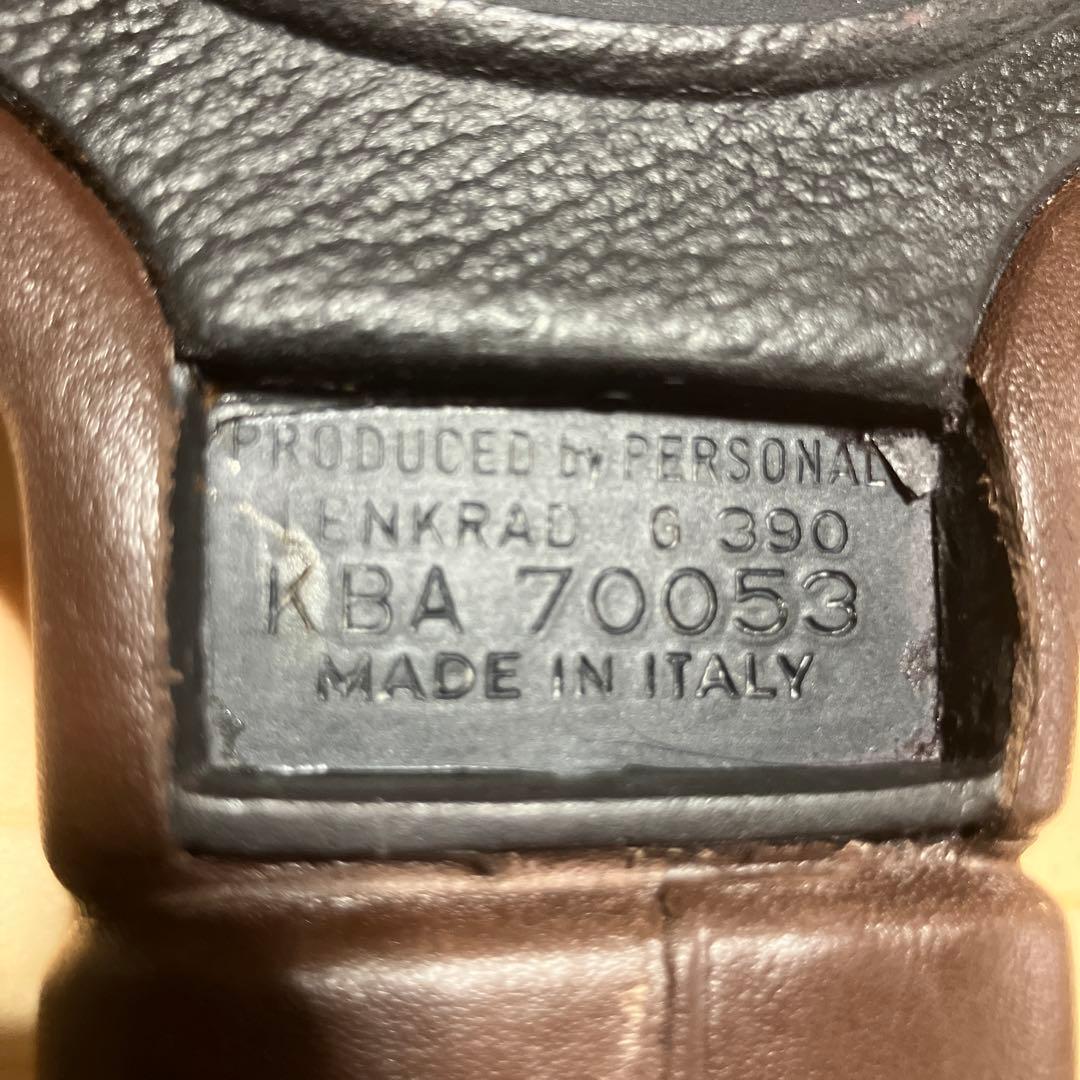 PRODUCED by PERSONAL
LENKRAD G 390
KBA 70053
MADE IN ITALY